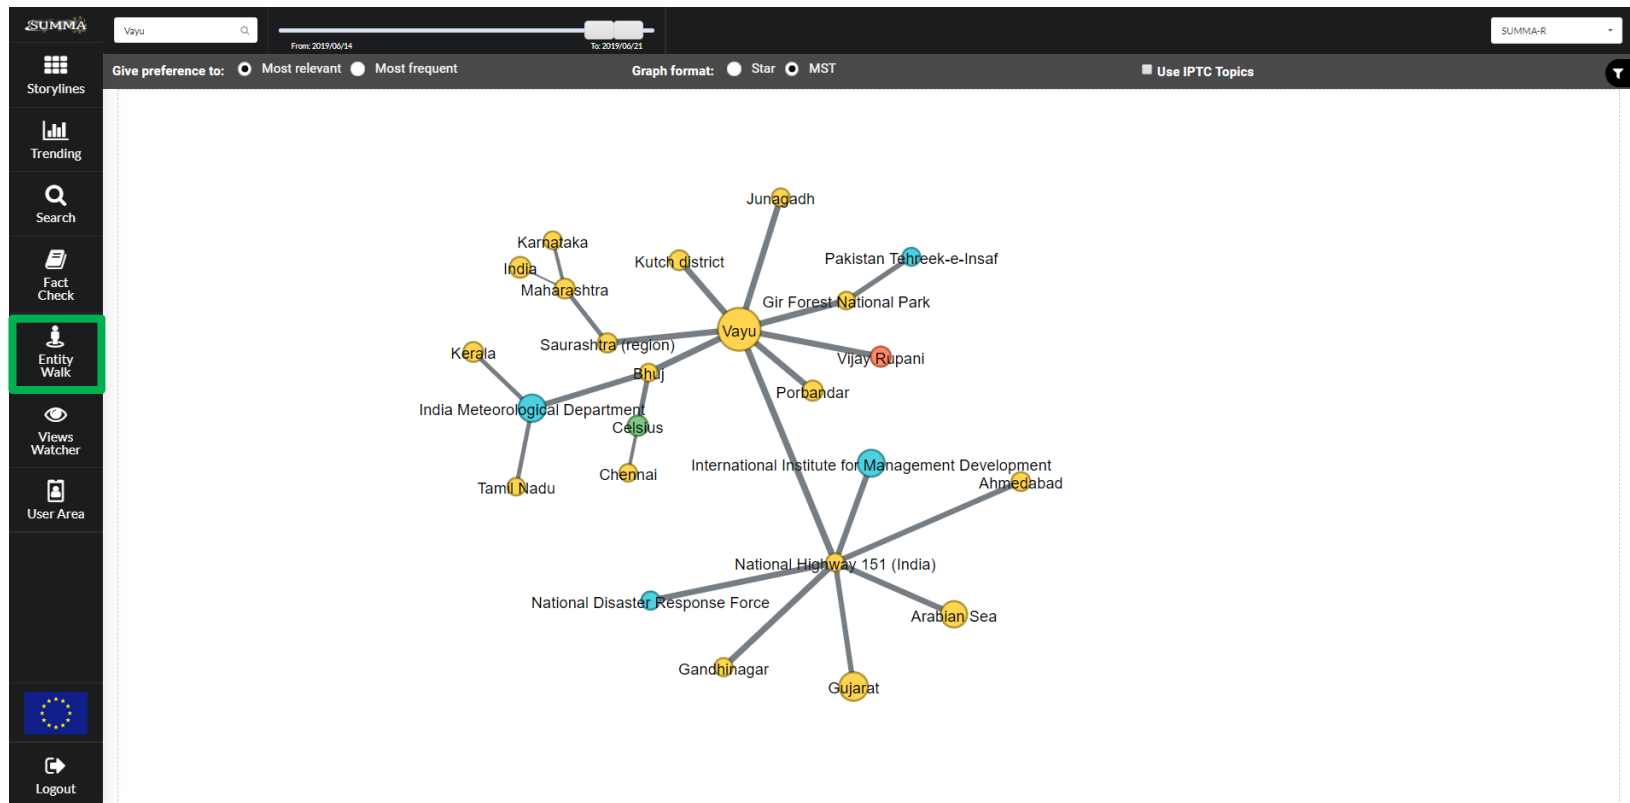 SUMMA
Vayu
From: 2019/06/14
To: 2019/06/21
SUMMA-R
Give preference to:
Most relevant
Most frequent
Graph format:
Star
MST
Use IPTC Topics
Storylines
Trending
Search
Fact
Check
Entity
Walk
Views
Watcher
User Area
Logout
Junagadh
Karnataka
Kutch district
Pakistan Tehreek-e-Insaf
India
Maharashtra
Gir Forest National Park
Vayu
Saurashtra (region)
Kerala
Vijay Rupani
Bhuj
Porbandar
India Meteorological Department
Celsius
International Institute for Management Development
Chennai
Ahmedabad
Tamil Nadu
National Highway 151 (India)
National Disaster Response Force
Arabian Sea
Gandhinagar
Gujarat